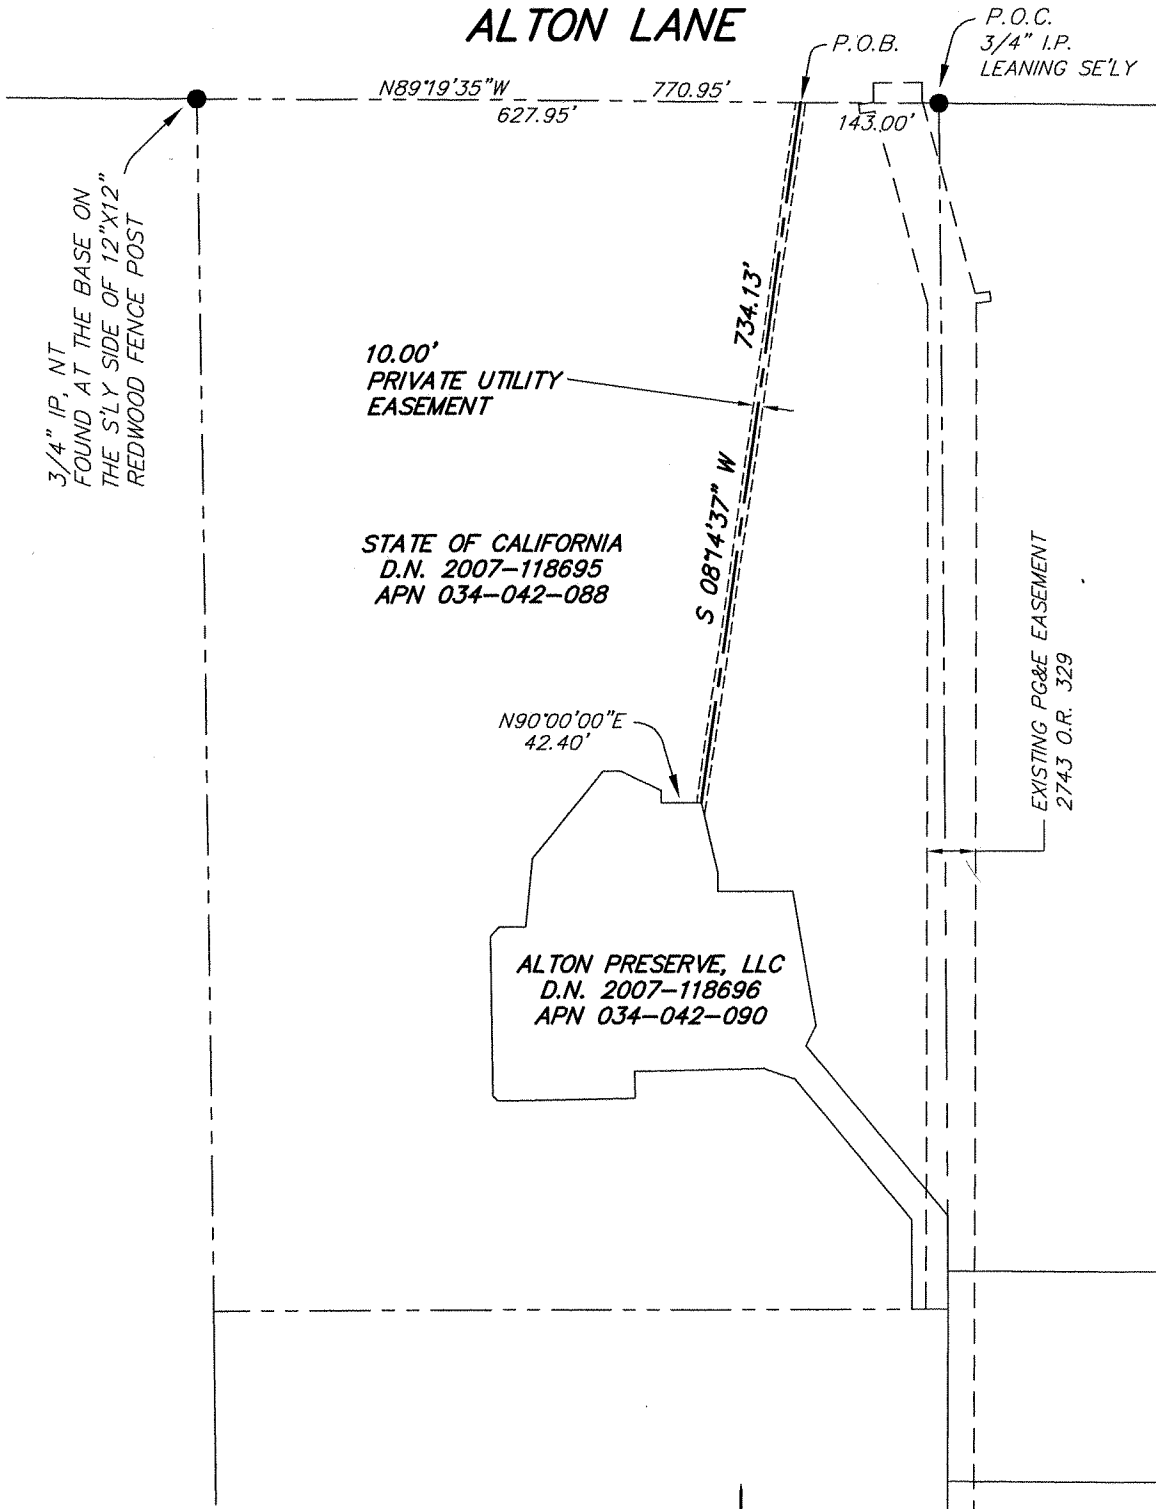 ALTON LANE
P.O.C.
3/4" I.P.
LEANING SE'LY
P.O.B.
N89°19'35"W 770.95'
627.95'
143.00'
3/4" IP, NT
FOUND AT THE BASE ON
THE S'LY SIDE OF 12"X12"
REDWOOD FENCE POST
734.13'
10.00'
PRIVATE UTILITY
EASEMENT
S 08°14'37" W
STATE OF CALIFORNIA
D.N. 2007-118695
APN 034-042-088
EXISTING PG&E EASEMENT
2743 O.R. 329
N90°00'00"E
42.40'
ALTON PRESERVE, LLC
D.N. 2007-118696
APN 034-042-090